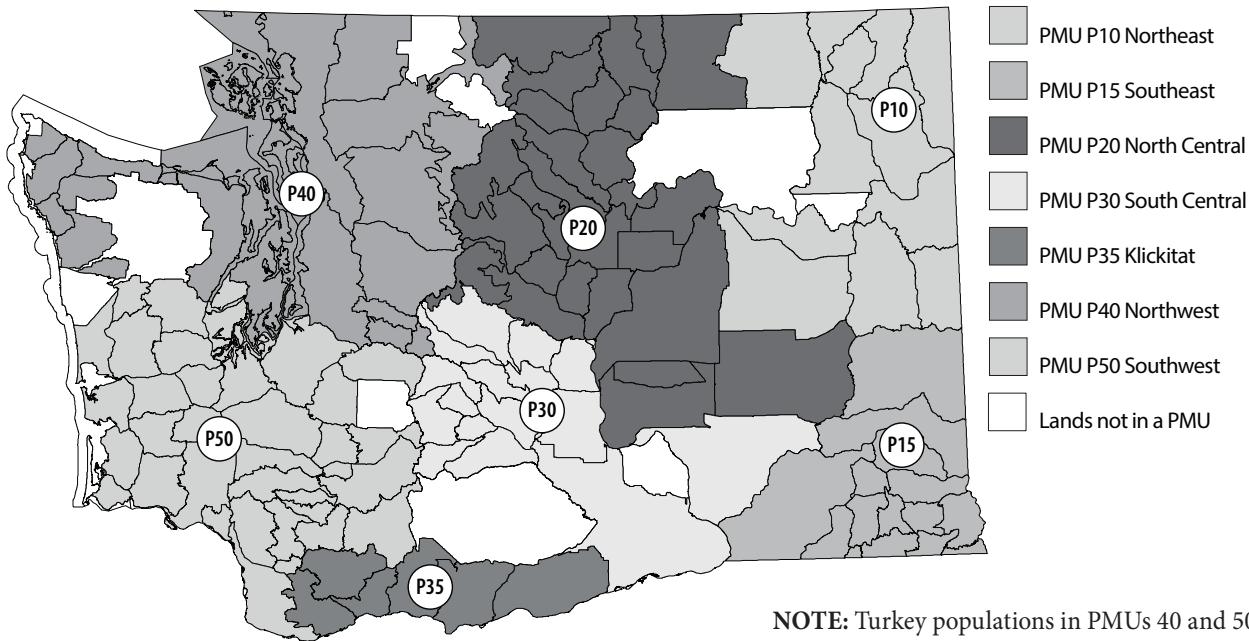 PMU P10 Northeast
PMU P15 Southeast
PMU P20 North Central
PMU P30 South Central
PMU P35 Klickitat
PMU P40 Northwest
PMU P50 Southwest
Lands not in a PMU
P10
P40
P20
P30
P50
P15
P35
NOTE: Turkey populations in PMUs 40 and 50